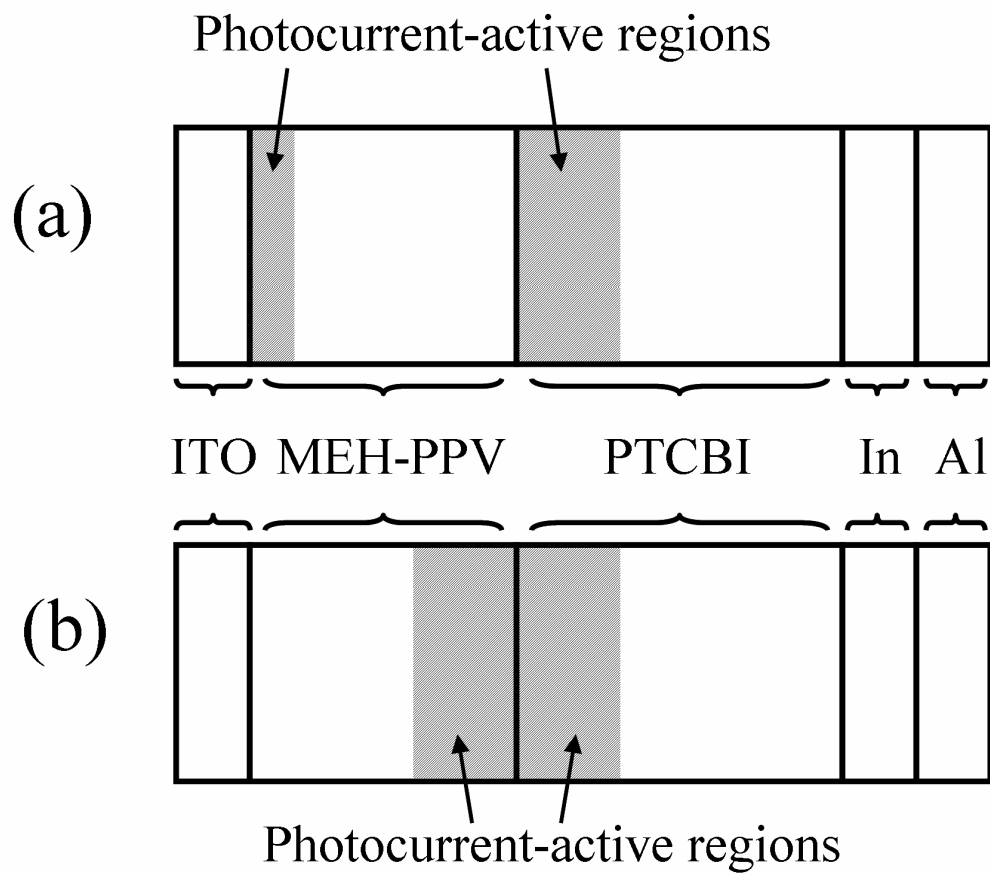 Photocurrent-active regions
(a)
ITO MEH-PPV PTCBI In Al
(b)
Photocurrent-active regions